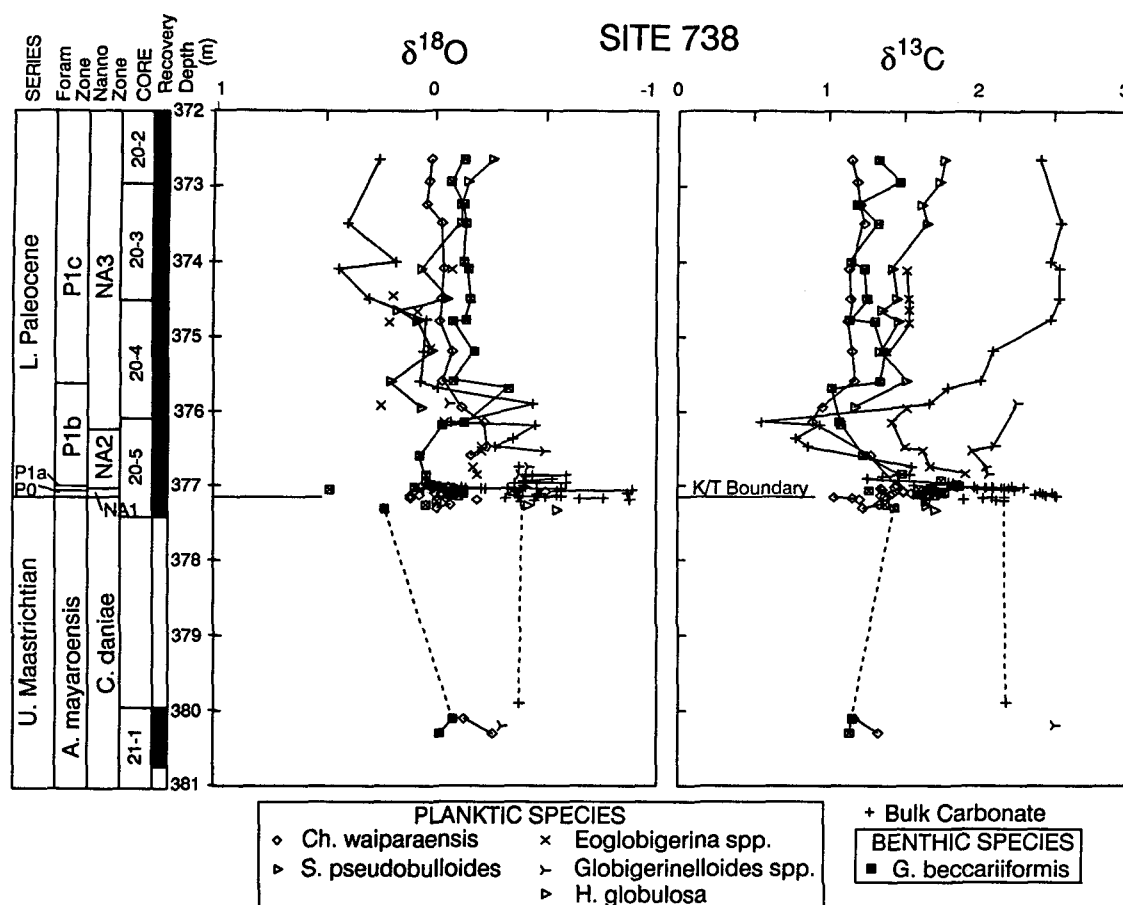 SITE 738
δ18O
δ13C
SERIES
Foram
Zone
Nanno
Zone
CORE
Recovery
Depth
(m)
1
0
-1
0
1
2
3
372
373
374
375
376
377
378
379
380
381
L. Paleocene
U. Maastrichtian
P1c
P1b
P1a
P0
A. mayaroensis
NA3
NA2
NA1
C. daniae
20-2
20-3
20-4
20-5
21-1
K/T Boundary
PLANKTIC SPECIES
Ch. waiparaensis
S. pseudobulloides
Eoglobigerina spp.
Globigerinelloides spp.
H. globulosa
+ Bulk Carbonate
BENTHIC SPECIES
G. beccariiformis